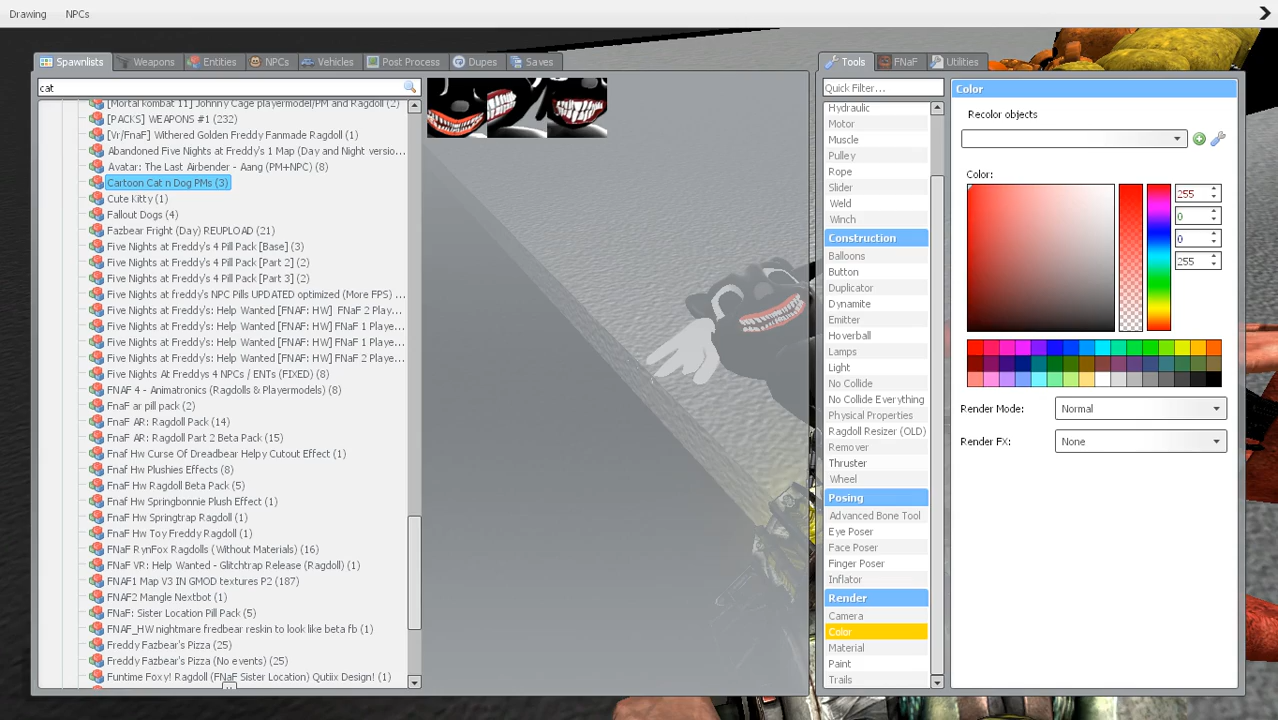 Drawing NPCs
Spawnlists Weapons Entities NPCs Vehicles Post Process Dupes Saves
cat
[Mortal kombat 11] Johnny Cage playermodel/PM and Ragdoll (2)
[PACKS] WEAPONS #1 (232)
[Vr/FnaF] Withered Golden Freddy Fanmade Ragdoll (1)
Abandoned Five Nights at Freddy's 1 Map (Day and Night versio...
Avatar: The Last Airbender - Aang (PM+NPC) (8)
Cartoon Cat n Dog PMs (3)
Cute Kitty (1)
Fallout Dogs (4)
Fazbear Fright (Day) REUPLOAD (21)
Five Nights at Freddy's 4 Pill Pack [Base] (3)
Five Nights at Freddy's 4 Pill Pack [Part 2] (2)
Five Nights at Freddy's 4 Pill Pack [Part 3] (2)
Five Nights at freddy's NPC Pills UPDATED optimized (More FPS) ...
Five Nights at Freddy's: Help Wanted [FNAF: HW] FNaF 2 Play...
Five Nights at Freddy's: Help Wanted [FNAF: HW] FNaF 1 Playe...
Five Nights at Freddy's: Help Wanted [FNAF: HW] FNaF 1 Playe...
Five Nights at Freddy's: Help Wanted [FNAF: HW] FNaF 2 Playe...
Five Nights At Freddys 4 NPCs / ENTs (FIXED) (8)
FNAF 4 - Animatronics (Ragdolls & Playermodels) (8)
FnaF ar pill pack (2)
FnaF AR: Ragdoll Pack (14)
FnaF AR: Ragdoll Part 2 Beta Pack (15)
Fnaf Hw Curse Of Dreadbear Helpy Cutout Effect (1)
Fnaf Hw Plushies Effects (8)
FnaF Hw Ragdoll Beta Pack (5)
Fnaf Hw Springbonnie Plush Effect (1)
FnaF Hw Springtrap Ragdoll (1)
FnaF Hw Toy Freddy Ragdoll (1)
FNaF RynFox Ragdolls (Without Materials) (16)
FNaF VR: Help Wanted - Glitchtrap Release (Ragdoll) (1)
FNAF1 Map V3 IN GMOD textures P2 (187)
FNAF2 Mangle Nextbot (1)
FNaF: Sister Location Pill Pack (5)
FNAF_HW nightmare fredbear reskin to look like beta fb (1)
Freddy Fazbear's Pizza (25)
Freddy Fazbear's Pizza (No events) (25)
Funtime Foxy! Ragdoll (FNaF Sister Location) Qutiix Design! (1)
Tools FNaF Utilities
Quick Filter...
Hydraulic
Motor
Muscle
Pulley
Rope
Slider
Weld
Winch
Construction
Balloons
Button
Duplicator
Dynamite
Emitter
Hoverball
Lamps
Light
No Collide
No Collide Everything
Physical Properties
Ragdoll Resizer (OLD)
Remover
Thruster
Wheel
Posing
Advanced Bone Tool
Eye Poser
Face Poser
Finger Poser
Inflator
Render
Camera
Color
Material
Paint
Trails
Color
Recolor objects
Color:
255
0
0
255
Render Mode: Normal
Render FX: None